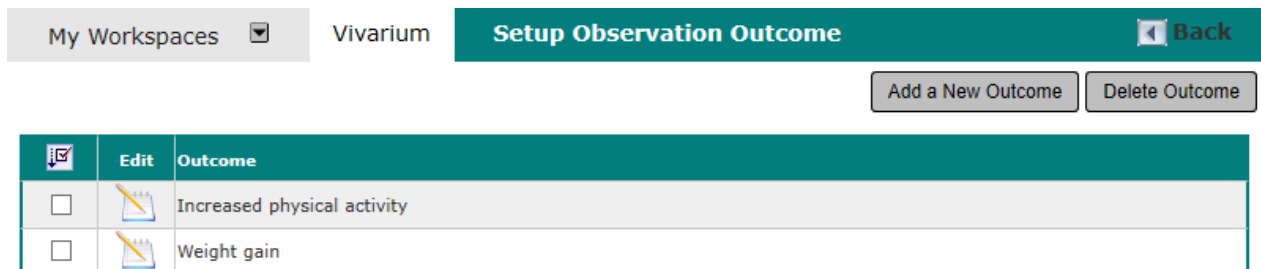 My Workspaces Vivarium Setup Observation Outcome Back
Add a New Outcome Delete Outcome
Edit Outcome
Increased physical activity
Weight gain